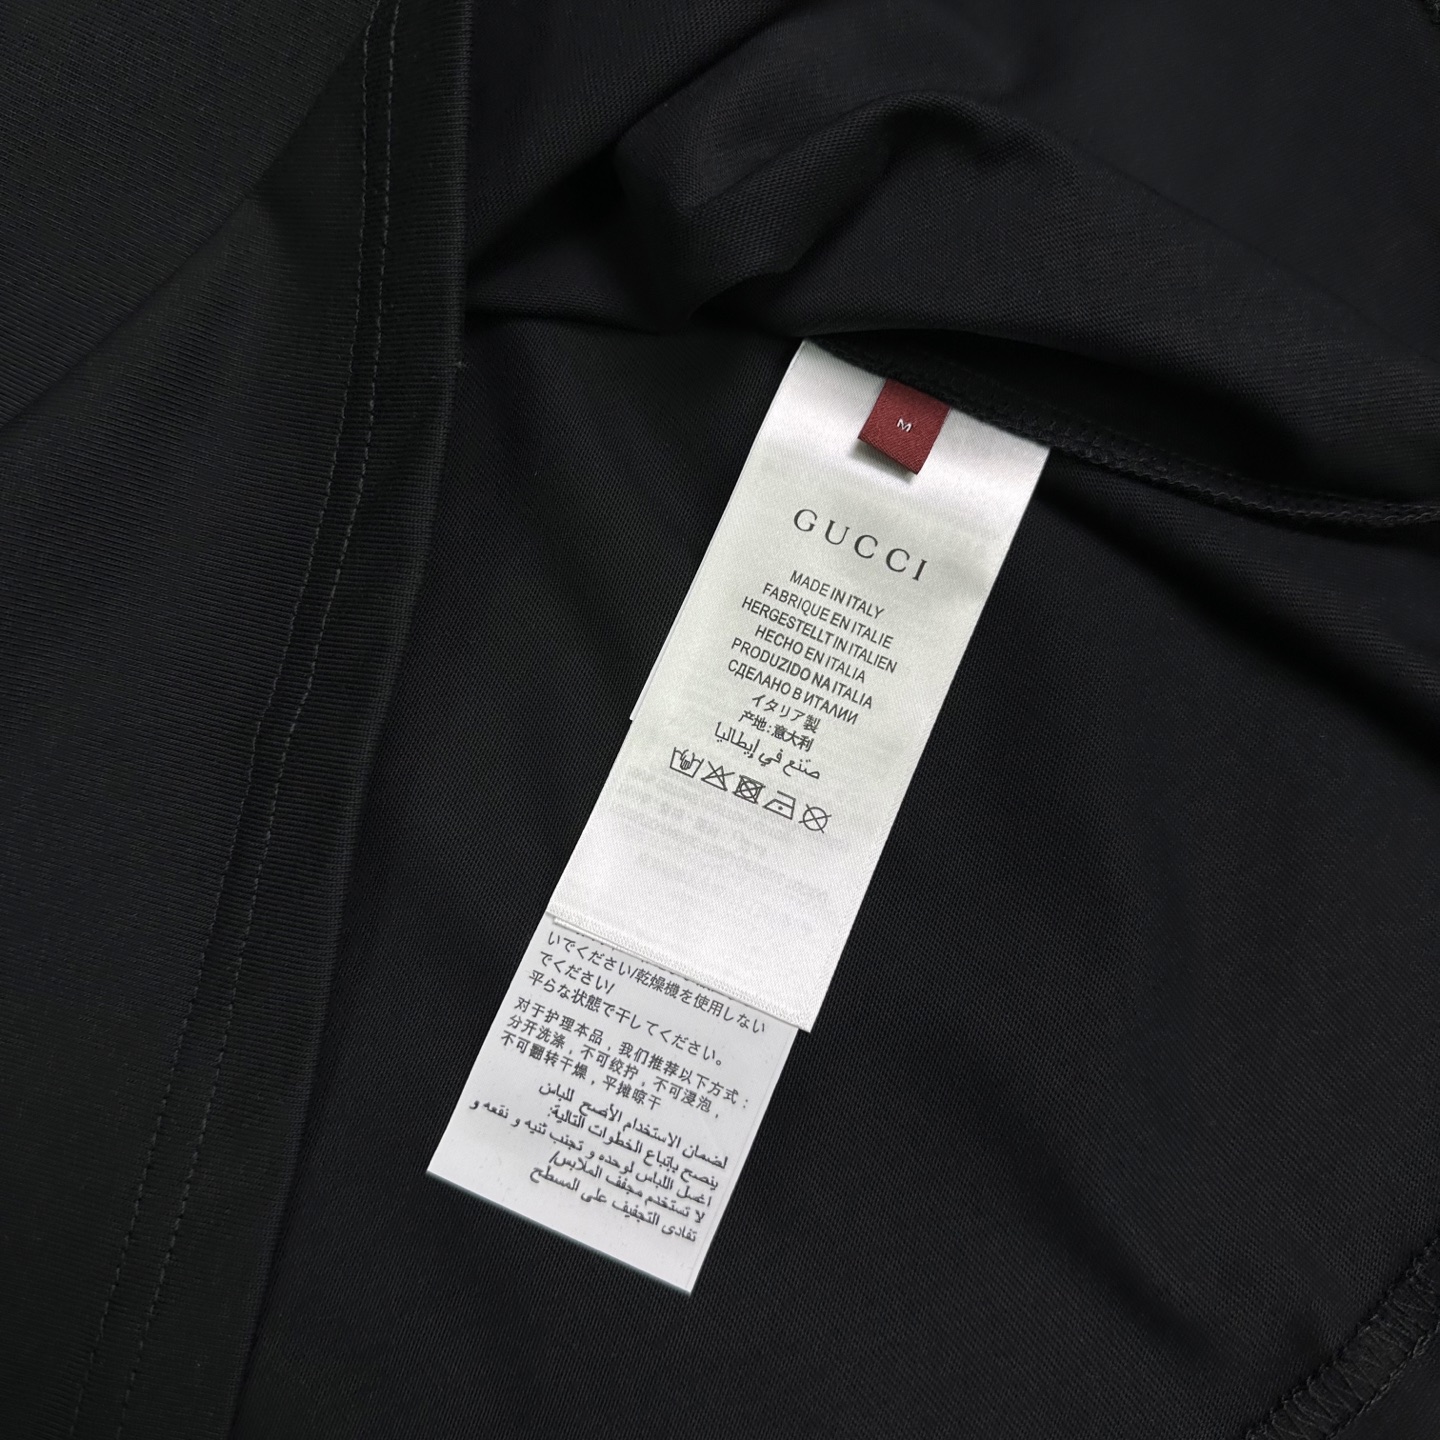 M
GUCCI
MADE IN ITALY
FABRIQUE EN ITALIE
HERGESTELLT IN ITALIEN
HECHO EN ITALIA
PRODUZIDO NA ITALIA
СДЕЛАНО В ИТАЛИИ
イタリア製
产地:意大利
صنع في إيطاليا
いでください/乾燥機を使用しない
でください/
平らな状態で干してください。
对于护理本品，我们推荐以下方式：
分开洗涤，不可绞拧，不可浸泡，
不可翻转干燥，平摊晾干
لضمان الاستخدام الأصح للباس
ينصح بإتباع الخطوات التالية:
اغسل اللباس لوحده و تجنب ثنيه و نقعه و
لا تستخدم مجفف الملابس/
تفادى التجفيف على المسطح